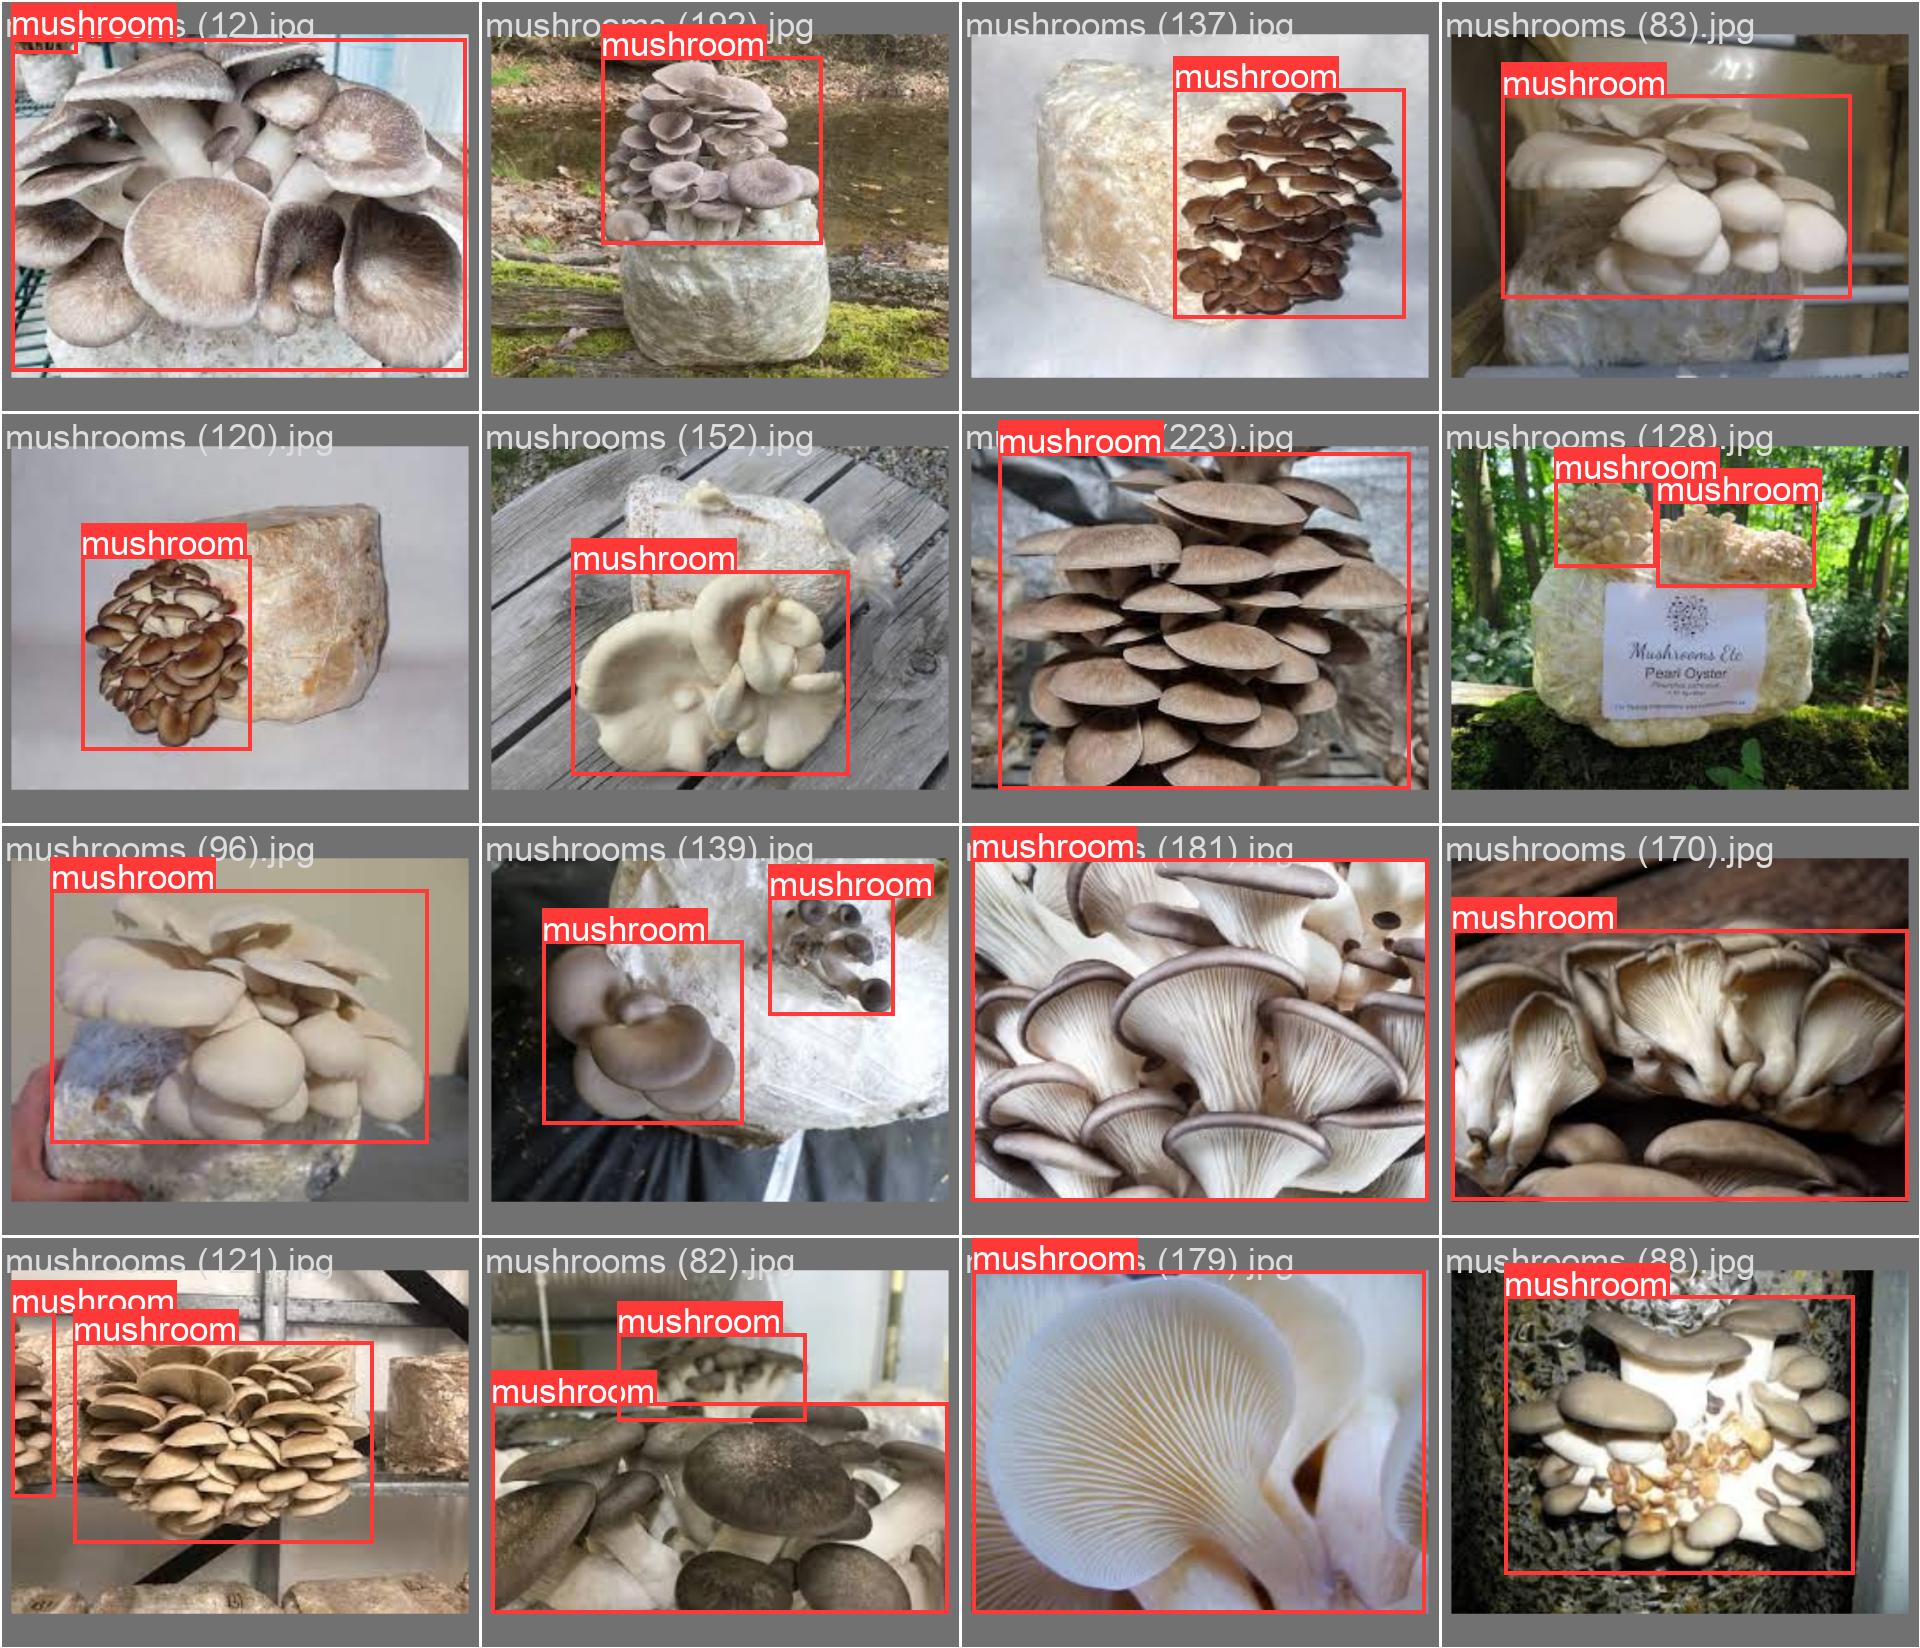 mushroom
s (12).jpg
mushrooms (192).jpg
mushroom
mushrooms (137).jpg
mushroom
mushrooms (83).jpg
mushroom
mushrooms (120).jpg
mushroom
mushrooms (152).jpg
mushroom
mushroom
(223).jpg
mushrooms (128).jpg
mushroom
mushroom
Mushrooms Etc
Pearl Oyster
mushrooms (96).jpg
mushroom
mushrooms (139).jpg
mushroom
mushroom
mushroom
s (181).jpg
mushrooms (170).jpg
mushroom
mushrooms (121).jpg
mushroom
mushroom
mushrooms (82).jpg
mushroom
mushroom
mushroom
s (179).jpg
mushrooms (88).jpg
mushroom